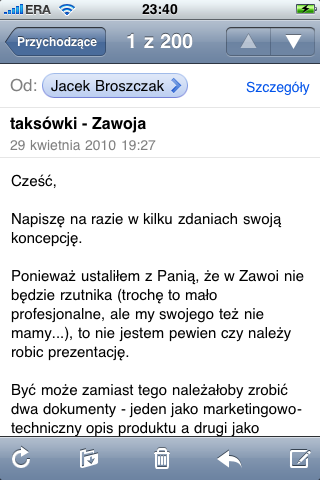 ERA 23:40
Przychodzące 1 z 200
Od: Jacek Broszczak Szczegóły
taksówki - Zawoja
29 kwietnia 2010 19:27
Cześć,
Napiszę na razie w kilku zdaniach swoją
koncepcję.
Ponieważ ustaliłem z Panią, że w Zawoi nie
będzie rzutnika (trochę to mało
profesjonalne, ale my swojego też nie
mamy...), to nie jestem pewien czy należy
robic prezentację.
Być może zamiast tego należałoby zrobić
dwa dokumenty - jeden jako marketingowo-
techniczny opis produktu a drugi jako